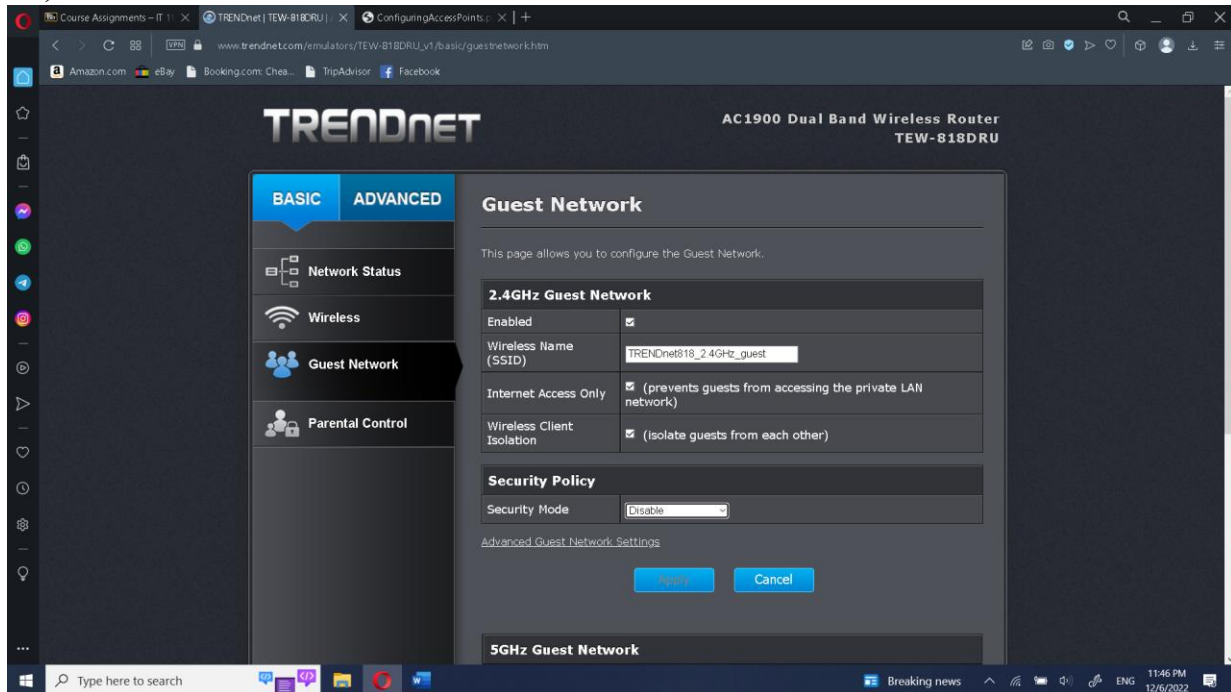 Course Assignments – IT 1
TRENDnet | TEW-818DRU |
ConfiguringAccessPoints.p
VPN
www.trendnet.com/emulators/TEW-818DRU_v1/basic/guestnetwork.htm
Amazon.com
eBay
Booking.com: Chea...
TripAdvisor
Facebook
TRENDNET
AC1900 Dual Band Wireless Router
TEW-818DRU
BASIC
ADVANCED
Network Status
Wireless
Guest Network
Parental Control
Guest Network
This page allows you to configure the Guest Network.
2.4GHz Guest Network
Enabled
Wireless Name
(SSID)
TRENDnet818_2.4GHz_guest
Internet Access Only
(prevents guests from accessing the private LAN
network)
Wireless Client
Isolation
(isolate guests from each other)
Security Policy
Security Mode
Disable
Advanced Guest Network Settings
Apply
Cancel
5GHz Guest Network
Type here to search
Breaking news
ENG
11:46 PM
12/6/2022